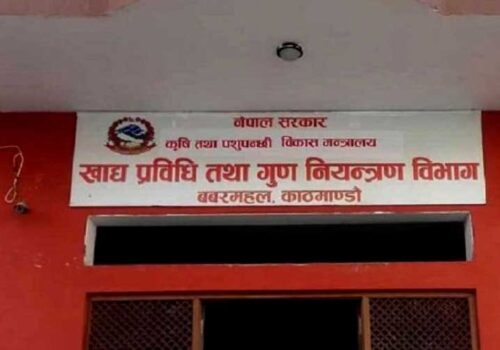 नेपाल सरकार
कृषि तथा पशुपन्छी विकास मन्त्रालय
खाद्य प्रविधि तथा गुण नियन्त्रण विभाग
बबरमहल, काठमाण्डौ